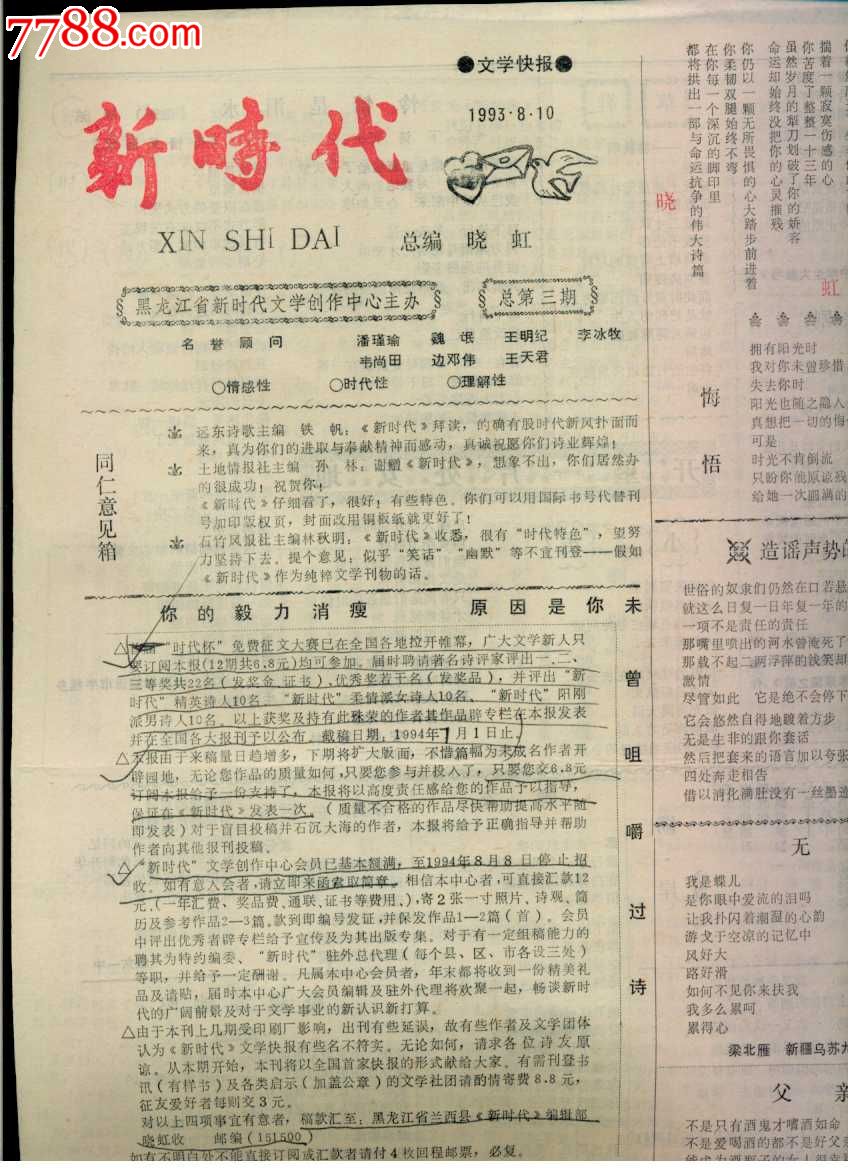 7788.com
●文学快报●
1993·8·10
新時代
XIN SHI DAI
总编 晓 虹
黑龙江省新时代文学创作中心主办
总第三期
名誉顾问 潘瑾瑜 魏 氓 王明纪 李冰牧
韦尚田 边邓伟 王天君
○情感性 ○时代性 ○理解性
同仁意见箱
远东诗歌主编 铁 帆:《新时代》拜读,的确有股时代新风扑面而
来,真为你们的进取与奉献精神而感动,真诚祝愿你们诗业辉煌!
土地情报社主编 孙 林:谢赠《新时代》,想象不出,你们居然办
的很成功!祝贺你!
《新时代》仔细看了,很好!有些特色。你们可以用国际书号代替刊
号加印版权页,封面改用铜板纸就更好了!
石竹风报社主编林秋明:《新时代》收悉,很有“时代特色”,望努
力坚持下去。提个意见:似乎“笑话”“幽默”等不宜刊登——假如
《新时代》作为纯粹文学刊物的话。
你的毅力消瘦 原因是你未
曾咀嚼过诗
△首届“时代杯”免费征文大赛已在全国各地拉开帷幕,广大文学新人只
要订阅本报(12期共6.8元)均可参加。届时聘请著名诗评家评出一、二、
三等奖共22名(发奖金、证书)、优秀奖若干名(发奖品),并评出“新
时代”精英诗人10名、“新时代”柔情派女诗人10名、“新时代”阳刚
派男诗人10名。以上获奖及持有此殊荣的作者其作品辟专栏在本报发表
并在全国各大报刊予以公布。截稿日期,1994年7月1日止。
△本报由于来稿量日趋增多,下期将扩大版面,不惜篇幅为未成名作者开
辟园地,无论您作品的质量如何,只要您参与并投入了,只要您交6.8元
订阅本报给予一份支持了,本报将以高度责任感给您的作品予以指导,
保证在《新时代》发表一次。(质量不合格的作品尽快帮助提高水平随
即发表)对于盲目投稿并石沉大海的作者,本报将给予正确指导并帮助
作者向其他报刊投稿。
△“新时代”文学创作中心会员已基本额满,至1994年8月8日停止招
收。如有意入会者,请立即来函索取简章。相信本中心者,可直接汇款12
元、(一年汇费、奖品费、通联、证书等费用、),寄2张一寸照片、诗观、简
历及参考作品2—3篇。款到即编号发证,并保发作品1—2篇(首)。会员
中评出优秀者辟专栏给予宣传及为其出版专集。对于有一定组稿能力的
聘其为特约编委、“新时代”驻外总代理(每个县、区、市各设三处)
等职,并给予一定酬谢。凡属本中心会员者,年末都将收到一份精美礼
品及请贴,届时本中心广大会员编辑及驻外代理将欢聚一起,畅谈新时
代的广阔前景及对于文学事业的新认识新打算。
△由于本刊上几期受印刷厂影响,出刊有些延误,故有些作者及文学团体
认为《新时代》文学快报有些名不符实。无论如何,请求各位诗友原
谅。从本期开始,本刊将以全国首家快报的形式献给大家。有需刊登书
讯(有样书)及各类启示(加盖公章)的文学社团请酌情寄费8.8元,
征友爱好者每则交3元。
对以上四项事宜有意者,稿款汇至:黑龙江省兰西县《新时代》编辑部
晓虹收 邮编(151500)
如有不明白处不能直接订阅或汇款者请付4枚回程邮票,必复。
揣着一颗寂寞伤感的心
你苦度了整整一十三年
虽然岁月的犁刀划破了你的娇容
命运却始终没把你的心灵摧残
你仍以一颗无所畏惧的心大踏步前进着
你柔韧双腿始终不弯
在你每一个深沉的脚印里
都将拱出一部与命运抗争的伟大诗篇
晓
虹
悔悟
拥有阳光时
我对你未曾珍惜
失去你时
阳光也随之隐入
真想把一切的悔
可是
时光不肯倒流
只盼你他原谅残
给她一次圆满的
造谣声势的
世俗的奴隶们仍然在口若悬
就这么日复一日年复一年的
一项不是责任的责任
那嘴里喷出的河水曾淹死了
那载不起二两浮萍的钱笑却
激情
尽管如此 它是绝不会停下
它会悠然自得地踱着方步
无是生非的跟你套话
然后把套来的语言加以夸张
四处奔走相告
借以消化满肚没有一丝墨迹
无
我是蝶儿
是你眼中爱流的泪吗
让我扑闪着潮湿的心韵
游戈于空凉的记忆中
风好大
路好滑
如何不见你来扶我
我多么累呵
累得心
梁北雁 新疆乌苏九
父 亲
不是只有酒鬼才嗜酒如命
不是爱喝酒的都不是好父亲